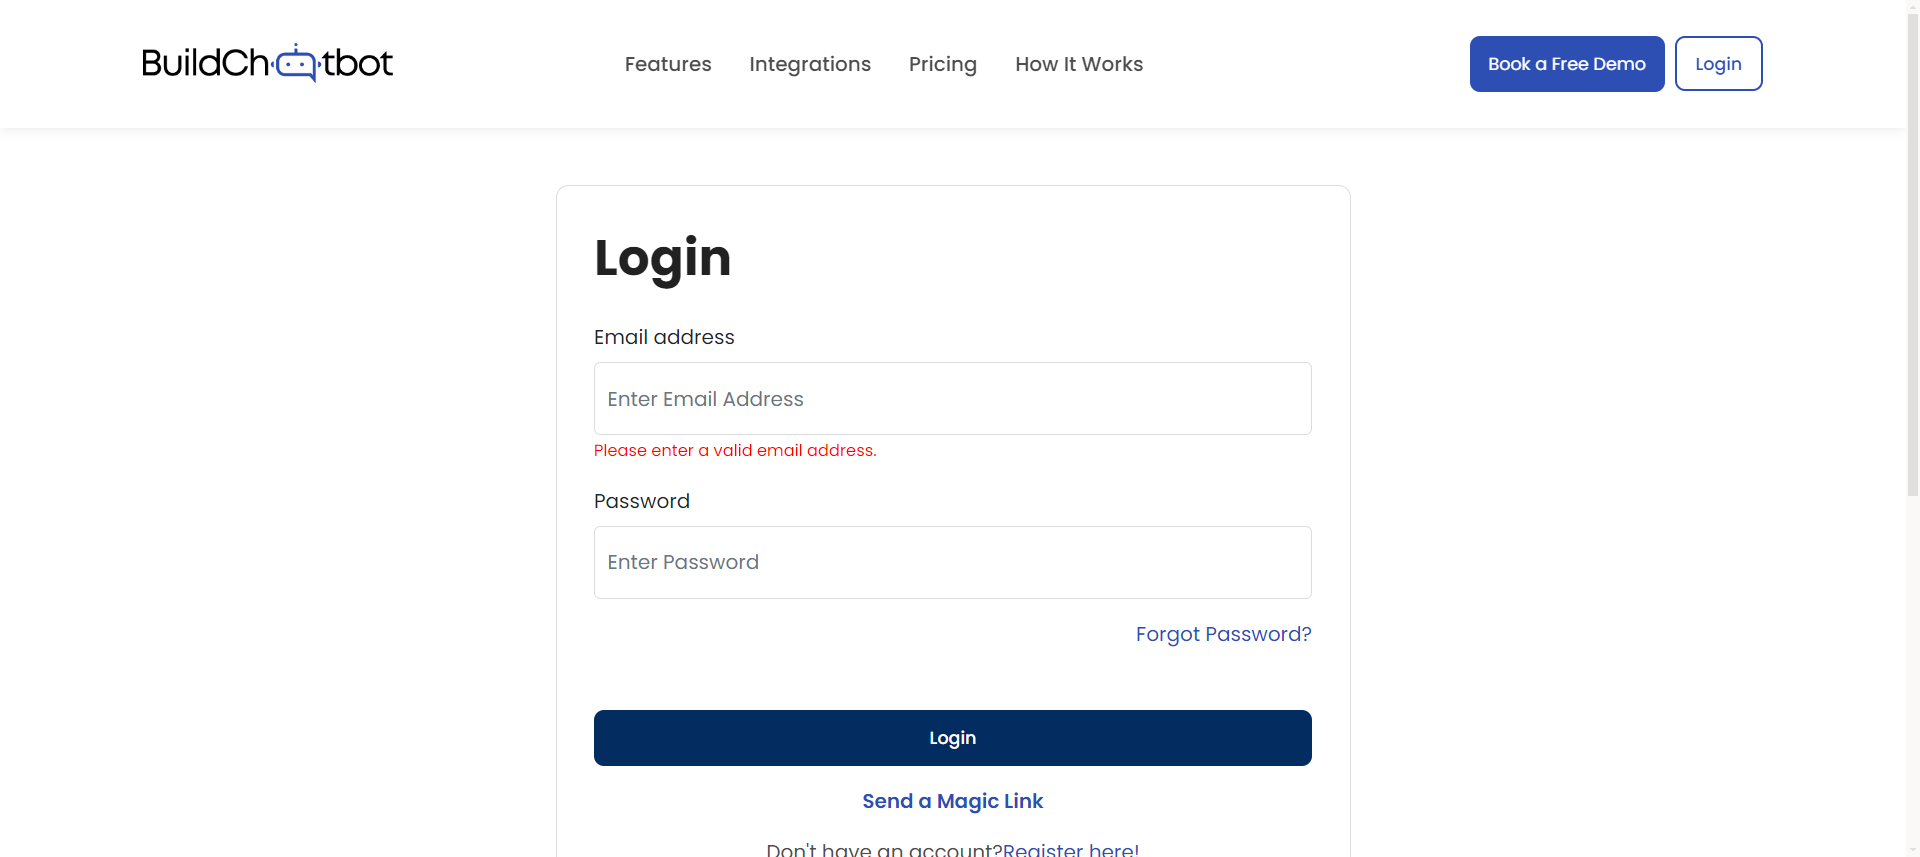 BuildChatbot
Features
Integrations
Pricing
How It Works
Book a Free Demo
Login
Login
Email address
Enter Email Address
Please enter a valid email address.
Password
Enter Password
Forgot Password?
Login
Send a Magic Link
Don't have an account?Register here!